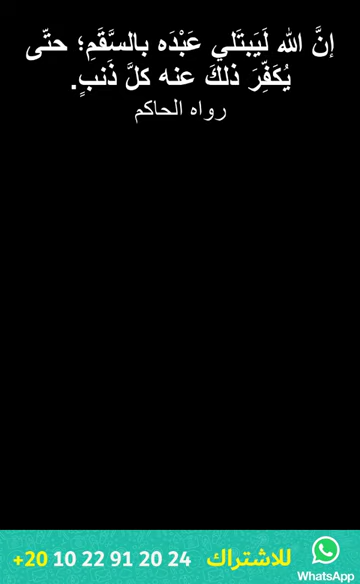 إنَّ الله لَيَبتَلي عَبْدَه بالسَّقَمِ؛ حتّى
يُكَفِّرَ ذلكَ عنه كلَّ ذَنبٍ.
رواه الحاكم
للاشتراك +20 10 22 91 20 24
WhatsApp